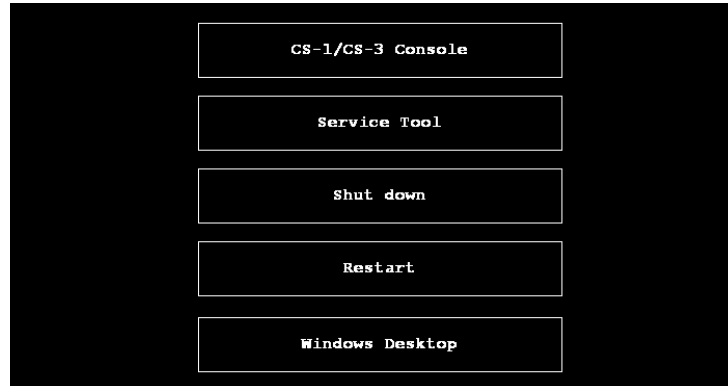 CS-1/CS-3 Console
Service Tool
Shut down
Restart
Windows Desktop